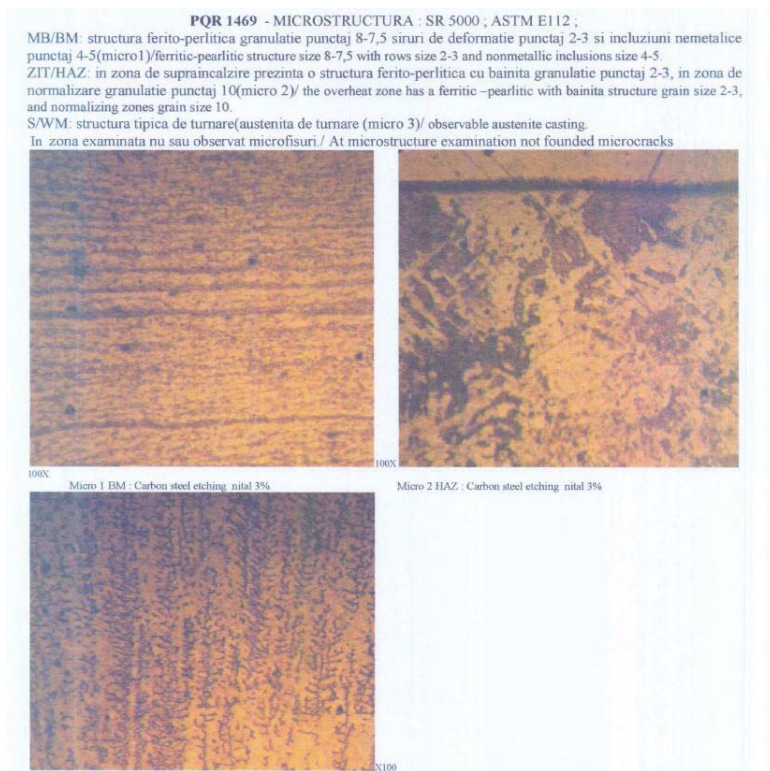 PQR 1469 - MICROSTRUCTURA : SR 5000 ; ASTM E112 ;
MB/BM: structura ferito-perlitica granulatie punctaj 8-7,5 siruri de deformatie punctaj 2-3 si incluziuni nemetalice
punctaj 4-5(micro1)/ferritic-pearlitic structure size 8-7,5 with rows size 2-3 and nonmetallic inclusions size 4-5.
ZIT/HAZ: in zona de supraincalzire prezinta o structura ferito-perlitica cu bainita granulatie punctaj 2-3, in zona de
normalizare granulatie punctaj 10(micro 2)/ the overheat zone has a ferritic –pearlitic with bainita structure grain size 2-3,
and normalizing zones grain size 10.
S/WM: structura tipica de turnare(austenita de turnare (micro 3)/ observable austenite casting.
In zona examinata nu sau observat microfisuri./ At microstructure examination not founded microcracks
100X
100X
Micro 1 BM : Carbon steel etching nital 3%
Micro 2 HAZ : Carbon steel etching nital 3%
X100